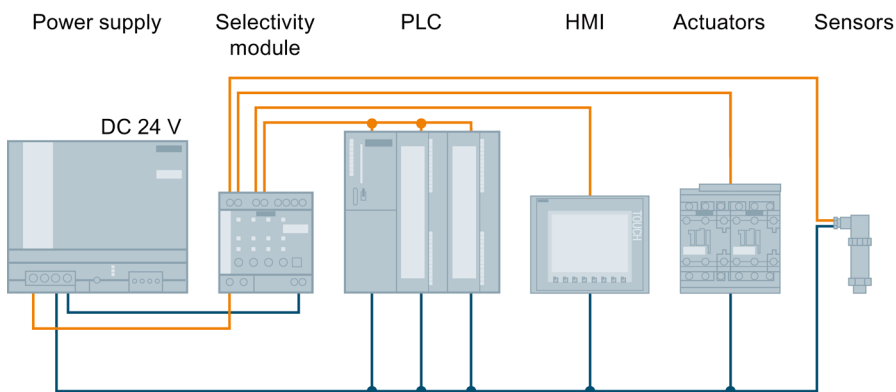 Power supply
Selectivity
module
PLC
HMI
Actuators
Sensors
DC 24 V
TOUCH